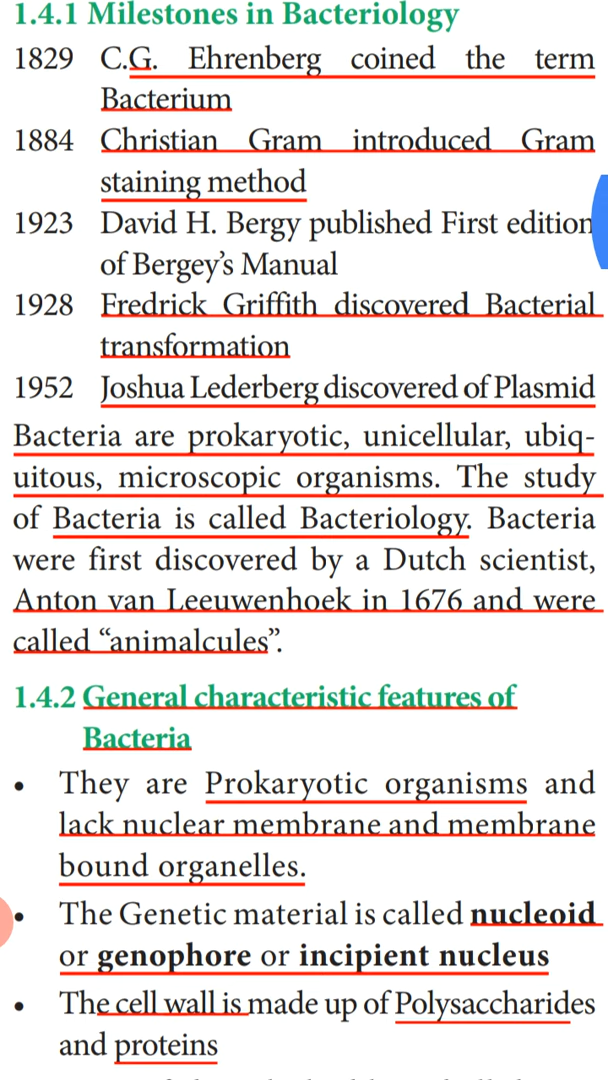 1.4.1 Milestones in Bacteriology
1829 C.G. Ehrenberg coined the term
Bacterium
1884 Christian Gram introduced Gram
staining method
1923 David H. Bergy published First edition
of Bergey's Manual
1928 Fredrick Griffith discovered Bacterial
transformation
1952 Joshua Lederberg discovered of Plasmid
Bacteria are prokaryotic, unicellular, ubiq-
uitous, microscopic organisms. The study
of Bacteria is called Bacteriology. Bacteria
were first discovered by a Dutch scientist,
Anton van Leeuwenhoek in 1676 and were
called “animalcules”.
1.4.2 General characteristic features of
Bacteria
• They are Prokaryotic organisms and
lack nuclear membrane and membrane
bound organelles.
• The Genetic material is called nucleoid
or genophore or incipient nucleus
• The cell wall is made up of Polysaccharides
and proteins